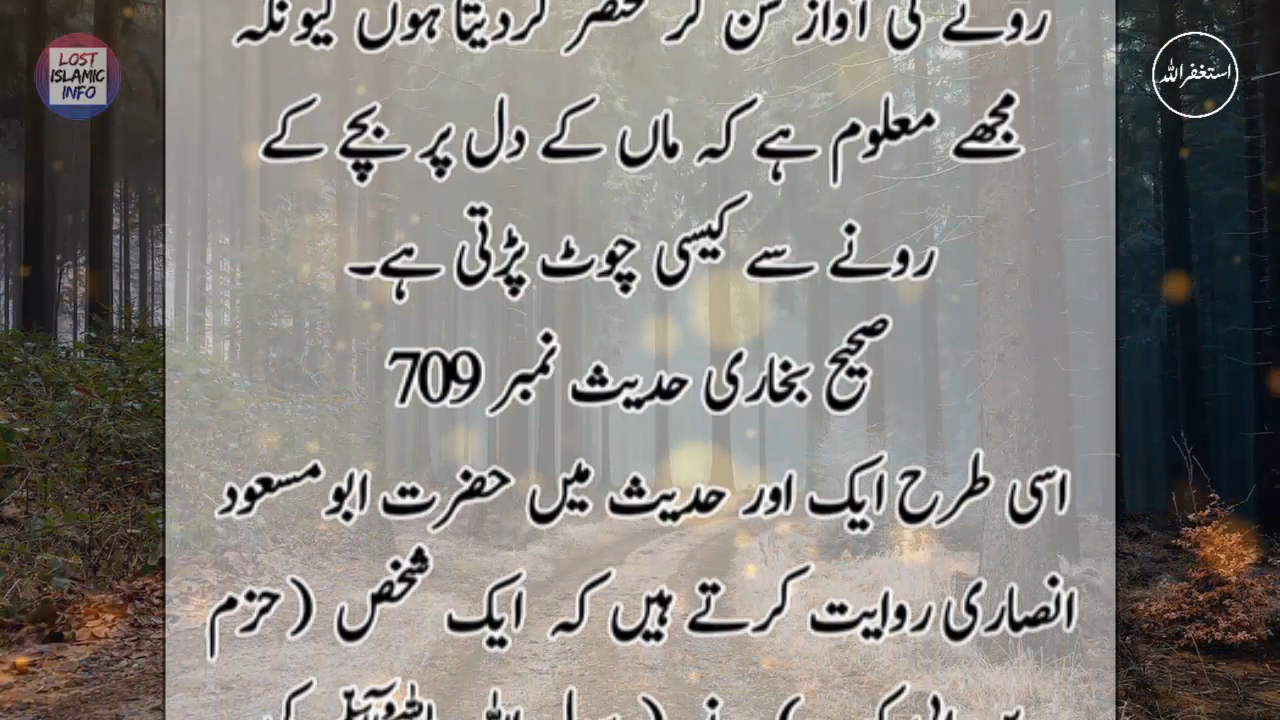 LOST
ISLAMIC
INFO
استغفراللہ
رونے کی آواز سن کر مختصر کردیتا ہوں کیونکہ
مجھے معلوم ہے کہ ماں کے دل پر بچے کے
رونے سے کیسی چوٹ پڑتی ہے۔
صحیح بخاری حدیث نمبر 709
اسی طرح ایک اور حدیث میں حضرت ابو مسعود
انصاری روایت کرتے ہیں کہ ایک شخص (حزم